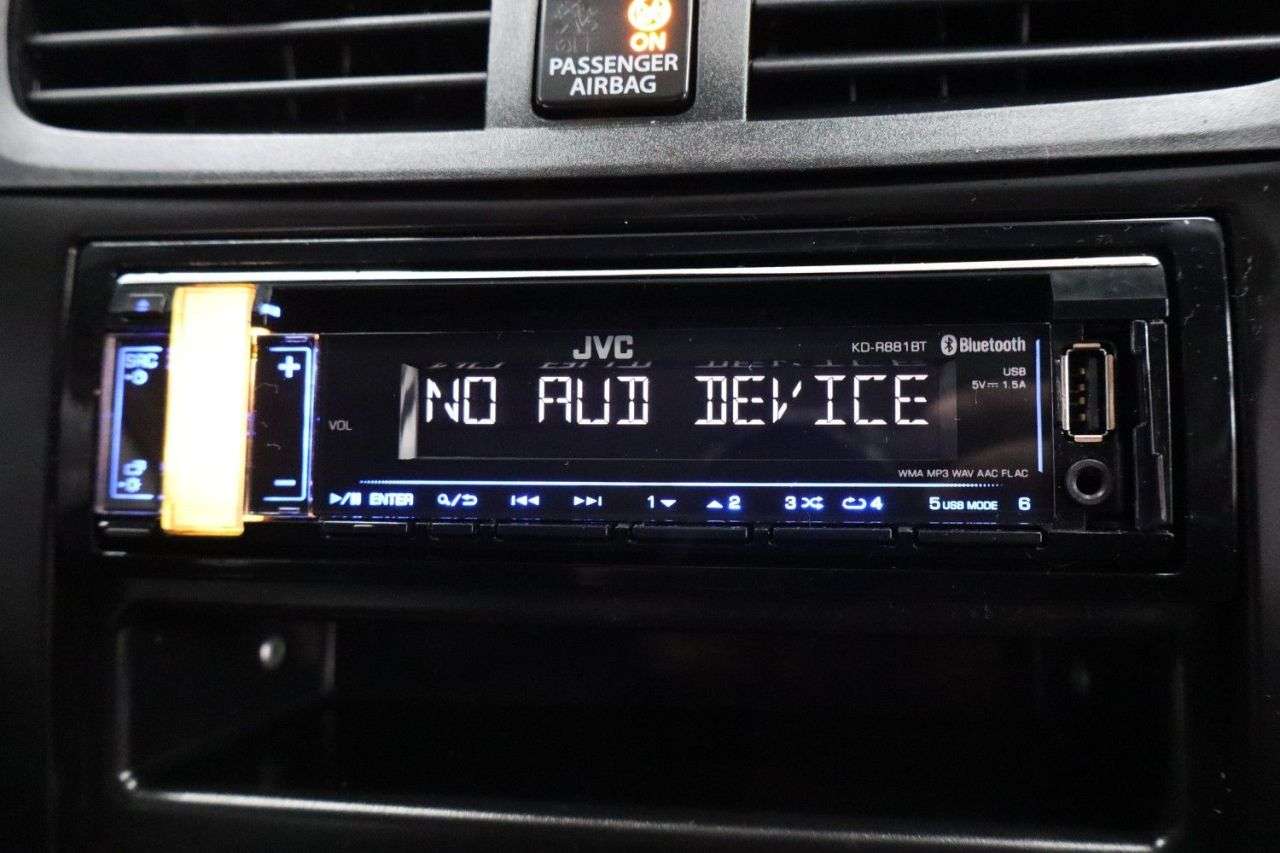 ON
PASSENGER
AIRBAG
JVC
KD-R881BT Bluetooth
SRC
+
USB
5V⎓1.5A
NO AUD DEVICE
VOL
WMA MP3 WAV AAC FLAC
−
ENTER
1 2 3 4 5 USB MODE 6